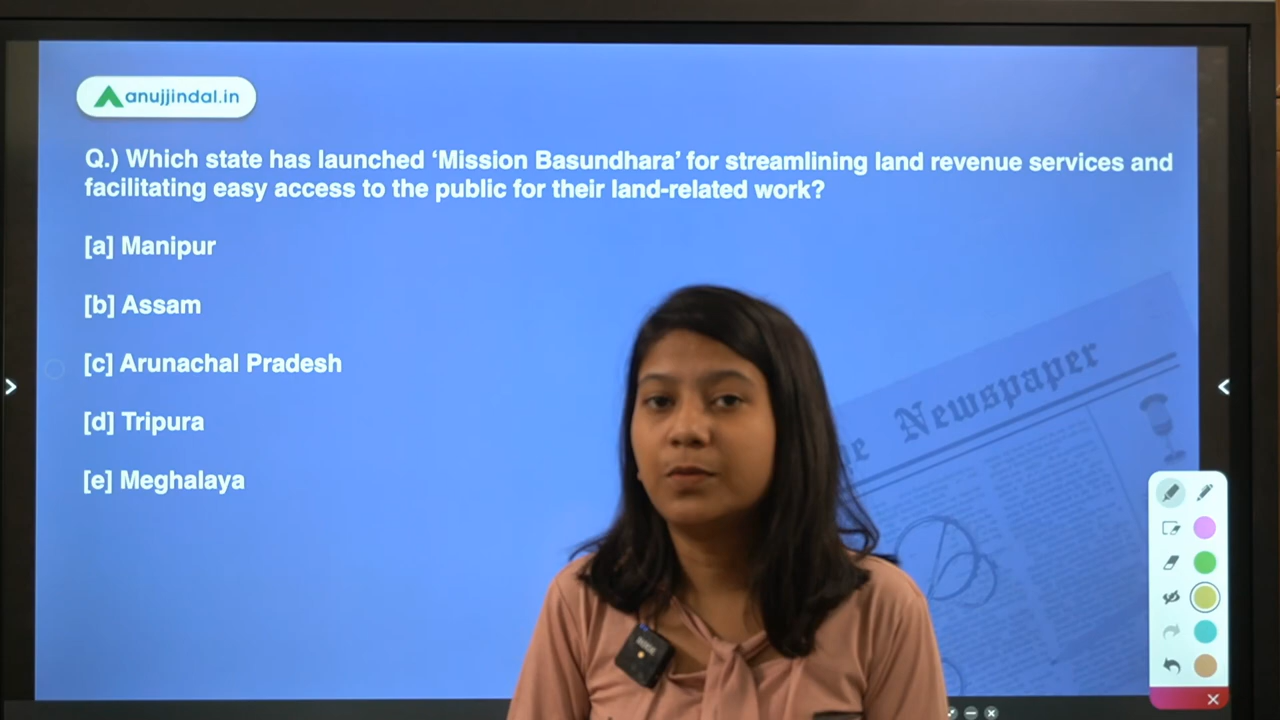 anujjindal.in
Q.) Which state has launched ‘Mission Basundhara’ for streamlining land revenue services and
facilitating easy access to the public for their land-related work?
[a] Manipur
[b] Assam
[c] Arunachal Pradesh
[d] Tripura
[e] Meghalaya
Newspaper